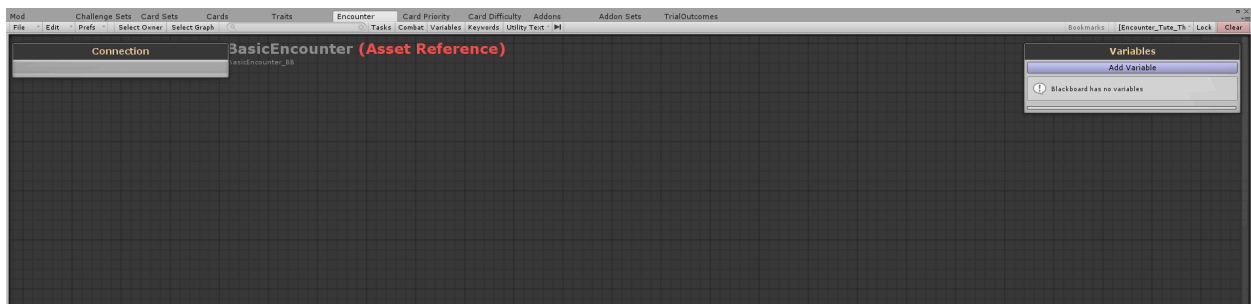 Mod Challenge Sets Card Sets Cards Traits Encounter Card Priority Card Difficulty Addons Addon Sets TrialOutcomes
File Edit Prefs Select Owner Select Graph Tasks Combat Variables Keywords Utility Text Bookmarks [Encounter_Tute_Th Lock Clear
Connection
BasicEncounter (Asset Reference)
BasicEncounter_BB
Variables
Add Variable
Blackboard has no variables